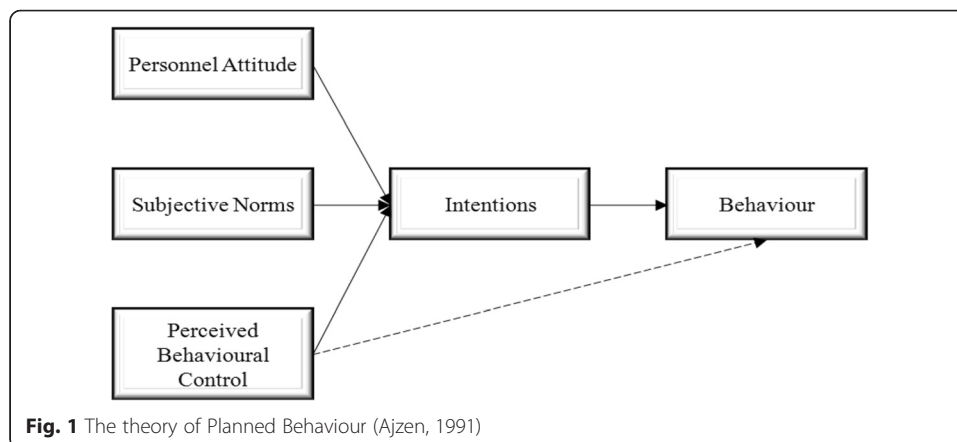 Personnel Attitude
Subjective Norms
Intentions
Behaviour
Perceived
Behavioural
Control
Fig. 1 The theory of Planned Behaviour (Ajzen, 1991)